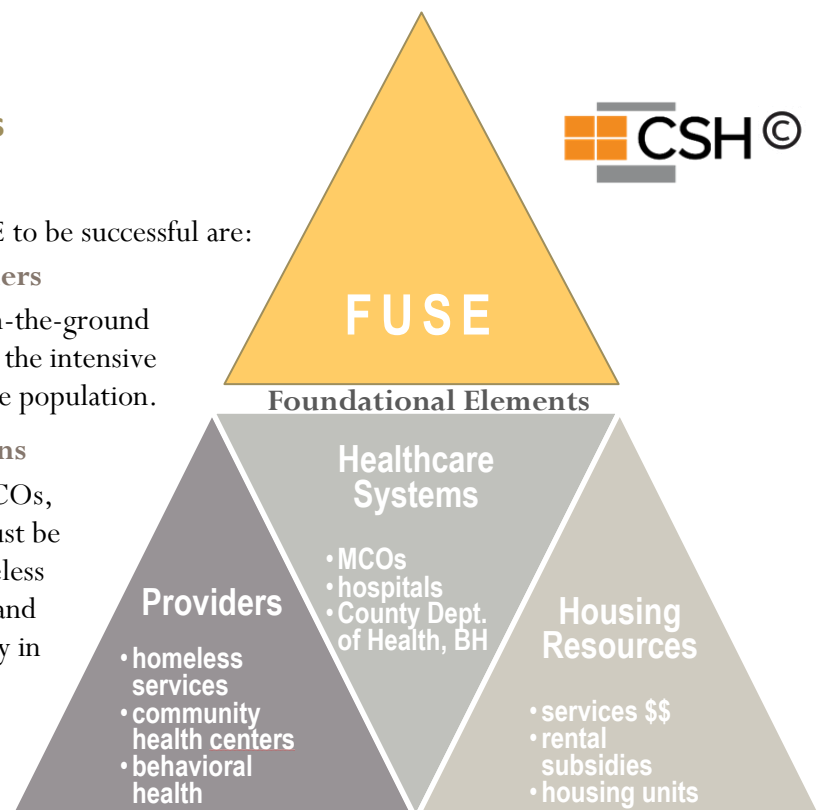 s
E to be successful are:
ers
n-the-ground
the intensive
e population.
ns
COs,
ust be
eless
and
y in
CSH©
FUSE
Foundational Elements
Healthcare
Systems
• MCOs
• hospitals
• County Dept.
of Health, BH
Providers
• homeless
services
• community
health centers
• behavioral
health
Housing
Resources
• services $$
• rental
subsidies
• housing units